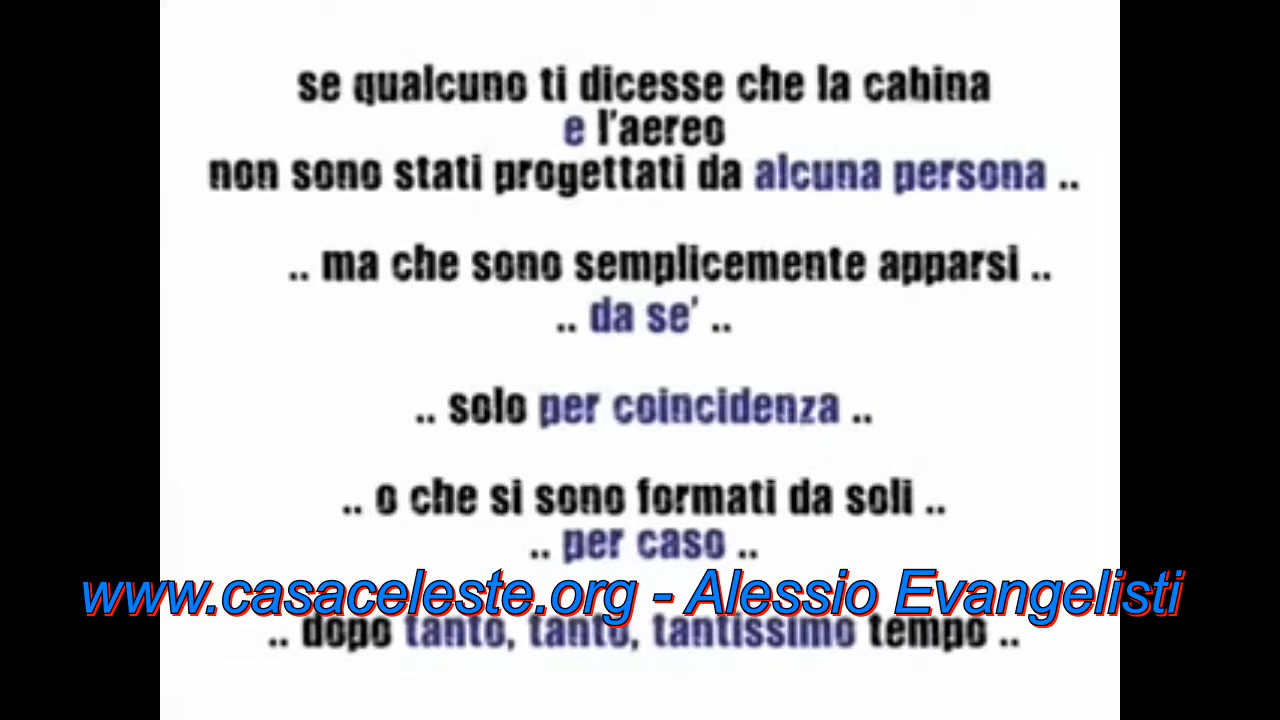 se qualcuno ti dicesse che la cabina
e l'aereo
non sono stati progettati da alcuna persona ..
.. ma che sono semplicemente apparsi ..
.. da se' ..
.. solo per coincidenza ..
.. o che si sono formati da soli ..
.. per caso ..
www.casaceleste.org - Alessio Evangelisti
.. dopo tanto, tanto, tantissimo tempo ..